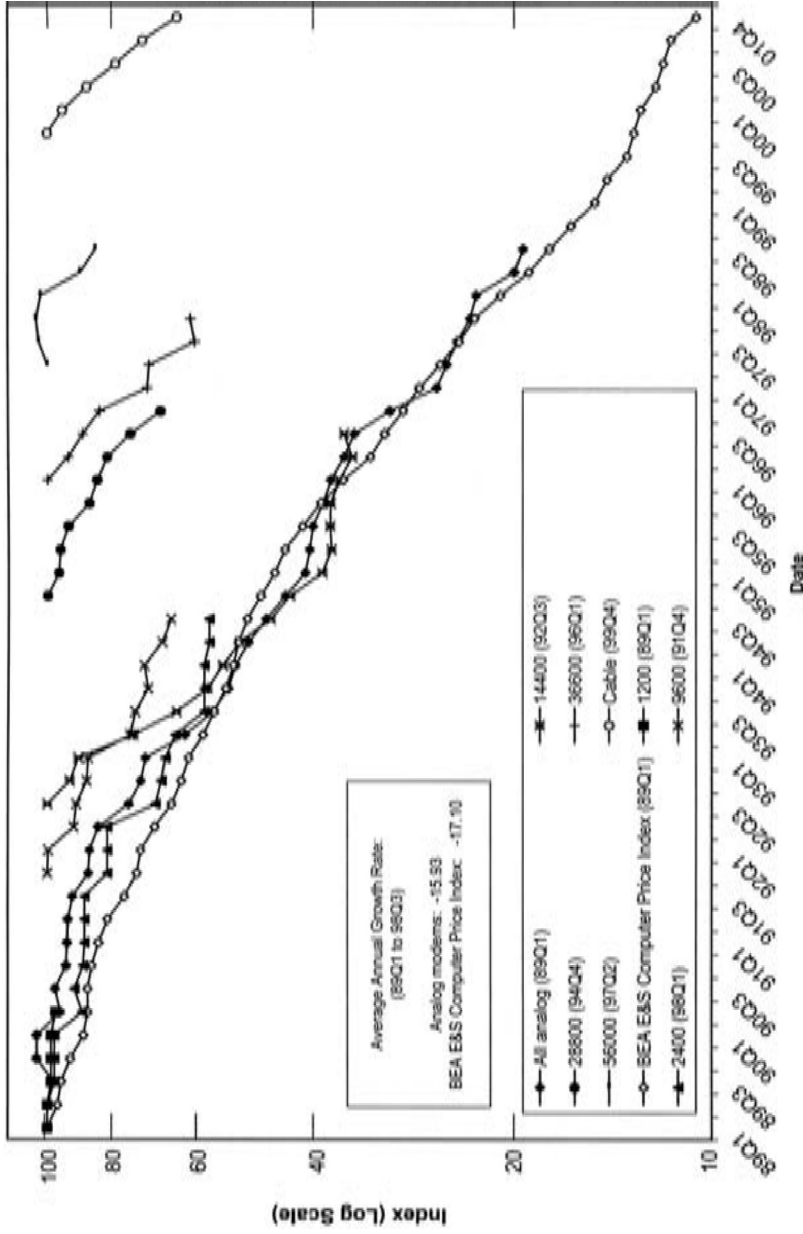 Index (Log Scale)
100
80
60
40
20
10
Average Annual Growth Rate:
(89Q1 to 98Q3)
Analog modems: -15.93
BEA E&S Computer Price Index: -17.10
All analog (89Q1)
28800 (94Q4)
56000 (97Q2)
BEA E&S Computer Price Index (89Q1)
2400 (98Q1)
14400 (92Q3)
36600 (96Q1)
Cable (99Q4)
1200 (89Q1)
9600 (91Q4)
89Q1
89Q3
90Q1
90Q3
91Q1
91Q3
92Q1
92Q3
93Q1
93Q3
94Q1
94Q3
95Q1
95Q3
96Q1
96Q3
97Q1
97Q3
98Q1
98Q3
99Q1
99Q3
00Q1
00Q3
01Q4
Date